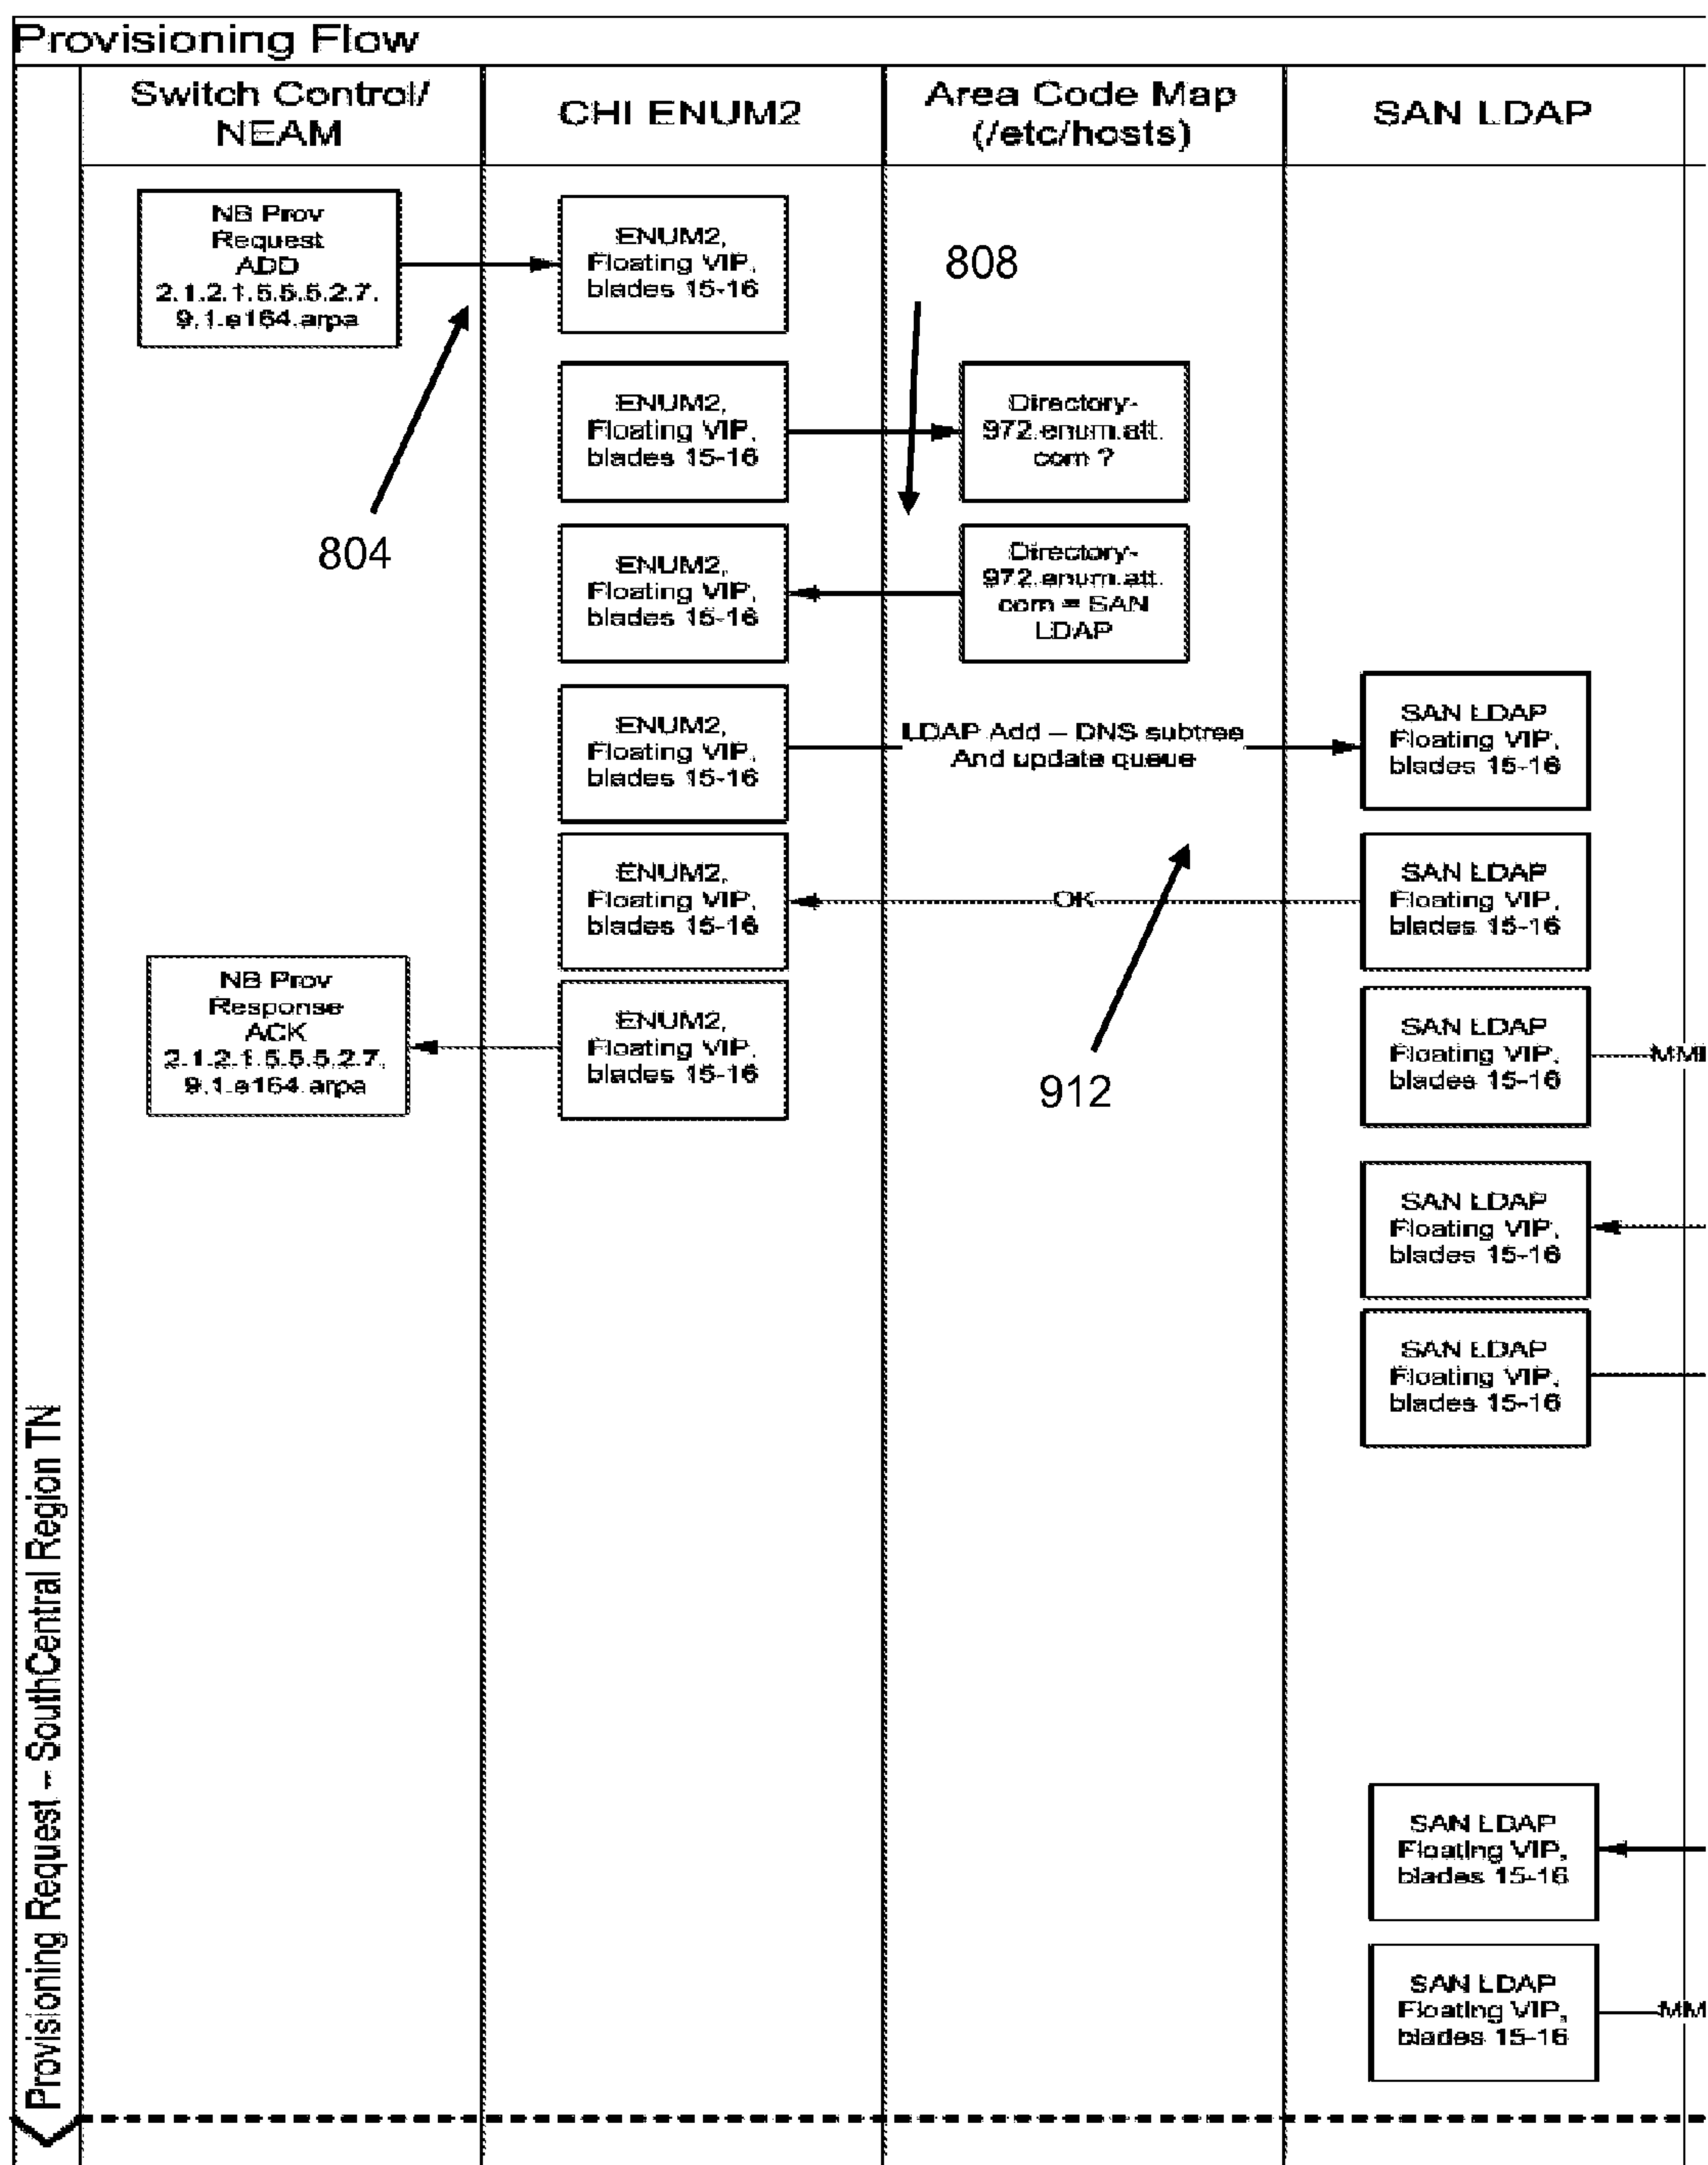 Provisioning Flow
Switch Control/
NEAM
CHI ENUM2
Area Code Map
(/etc/hosts)
SAN LDAP
NB Prov
Request
ADD
2.1.2.1.5.5.5.2.7.
9.1.e164.arpa
ENUM2,
Floating VIP,
blades 15-16
808
ENUM2,
Floating VIP,
blades 15-16
Directory-
972.enum.att.
com ?
804
ENUM2,
Floating VIP,
blades 15-16
Directory-
972.enum.att.
com = SAN
LDAP
ENUM2,
Floating VIP,
blades 15-16
LDAP Add – DNS subtree
And update queue
SAN LDAP
Floating VIP,
blades 15-16
ENUM2,
Floating VIP,
blades 15-16
OK
SAN LDAP
Floating VIP,
blades 15-16
NB Prov
Response
ACK
2.1.2.1.5.5.5.2.7.
9.1.e164.arpa
ENUM2,
Floating VIP,
blades 15-16
912
SAN LDAP
Floating VIP,
blades 15-16
SAN LDAP
Floating VIP,
blades 15-16
SAN LDAP
Floating VIP,
blades 15-16
Provisioning Request – SouthCentral Region TN
SAN LDAP
Floating VIP,
blades 15-16
SAN LDAP
Floating VIP,
blades 15-16